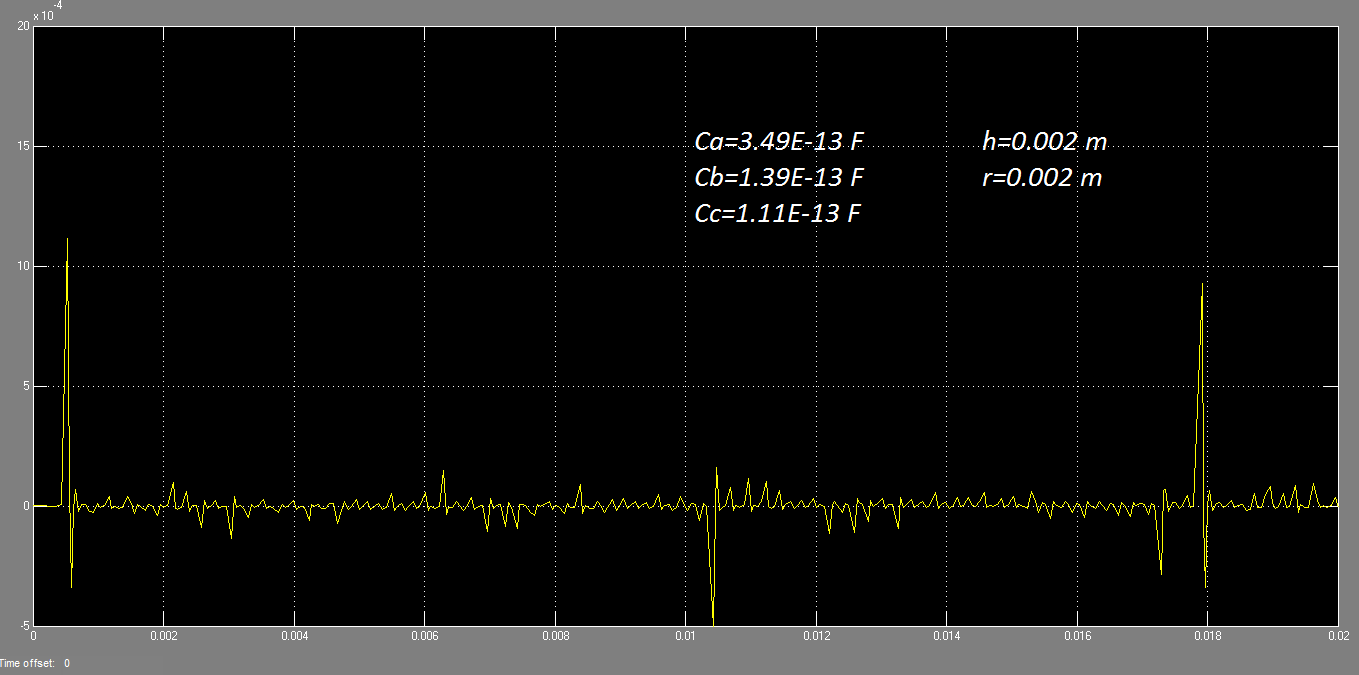 x 10
-4
20
15
10
5
0
-5
Ca=3.49E-13 F
Cb=1.39E-13 F
Cc=1.11E-13 F
h=0.002 m
r=0.002 m
0 0.002 0.004 0.006 0.008 0.01 0.012 0.014 0.016 0.018 0.02
Time offset: 0